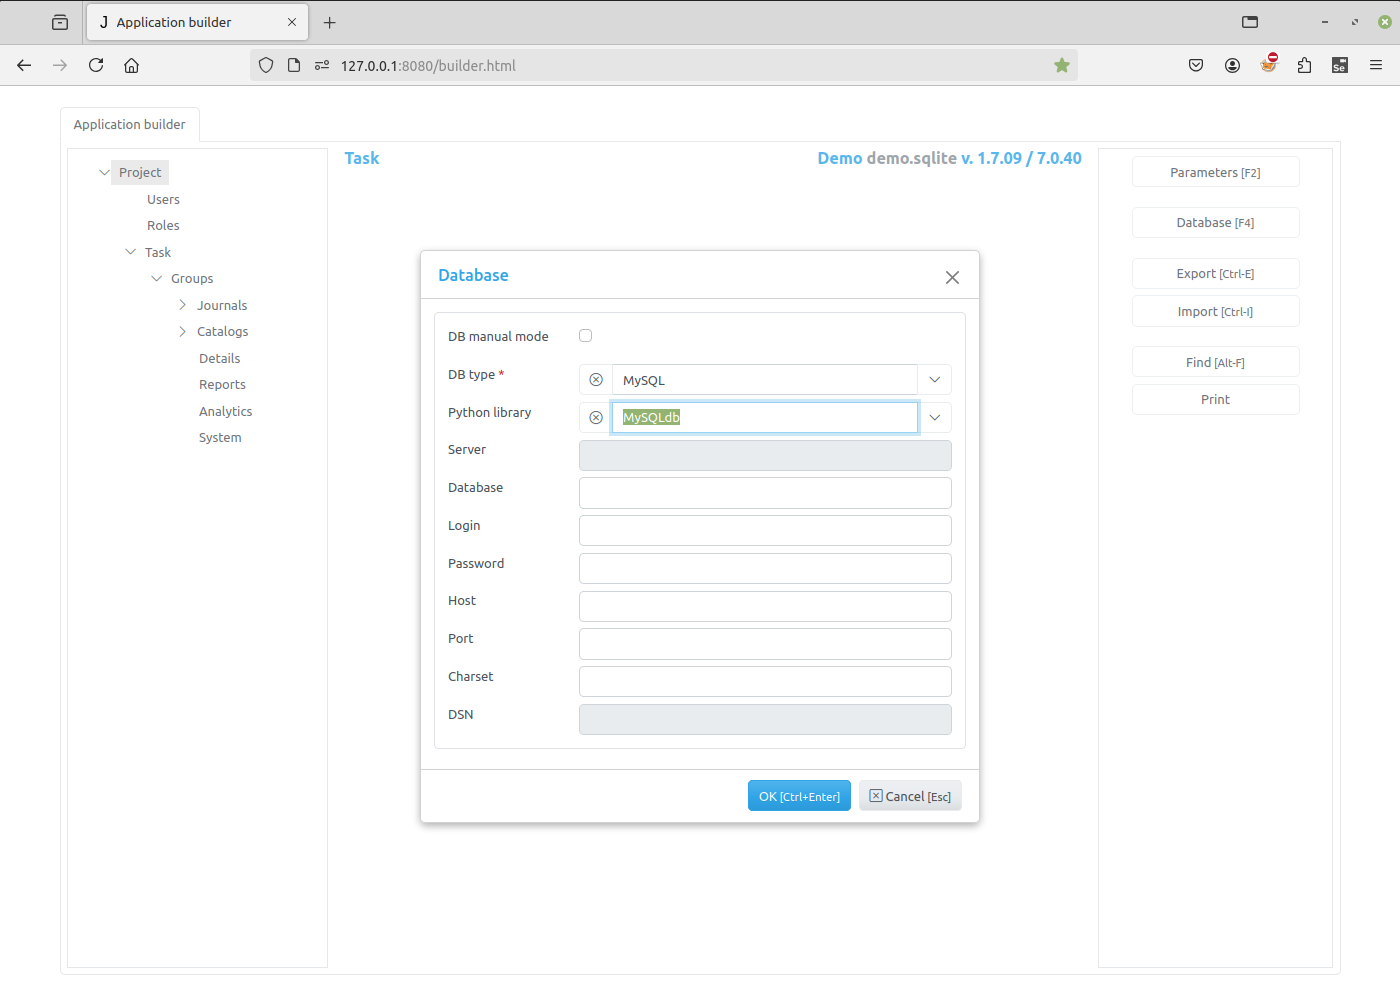 J Application builder
127.0.0.1:8080/builder.html
Se
Application builder
Project
Users
Roles
Task
Groups
Journals
Catalogs
Details
Reports
Analytics
System
Task
Demo demo.sqlite v. 1.7.09 / 7.0.40
Parameters [F2]
Database [F4]
Export [Ctrl-E]
Import [Ctrl-I]
Find [Alt-F]
Print
Database
DB manual mode
DB type * MySQL
Python library MySQLdb
Server
Database
Login
Password
Host
Port
Charset
DSN
OK [Ctrl+Enter] Cancel [Esc]